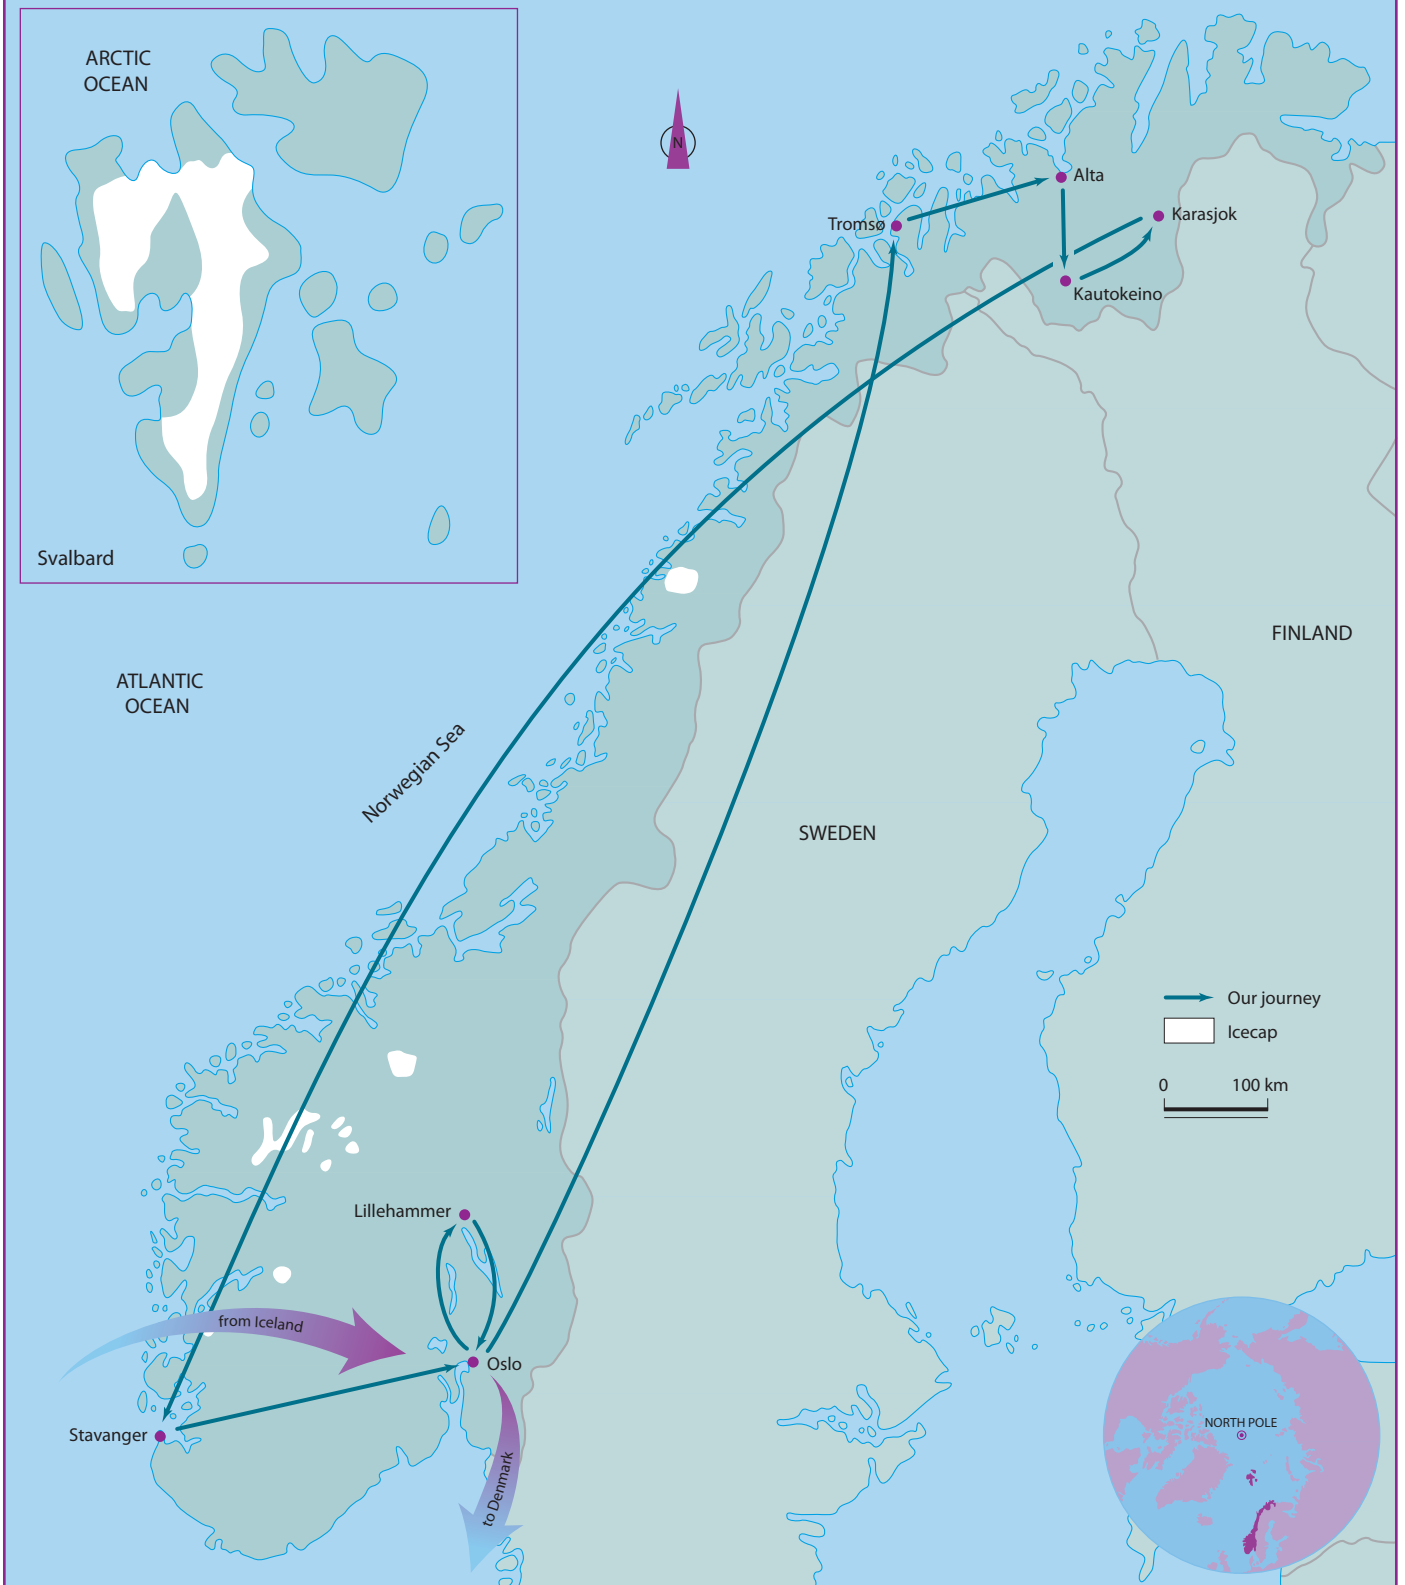 ARCTIC
OCEAN
N
Alta
Karasjok
Tromsø
Kautokeino
Svalbard
FINLAND
ATLANTIC
OCEAN
Norwegian Sea
SWEDEN
Our journey
Icecap
0 100 km
Lillehammer
from Iceland
Oslo
NORTH POLE
Stavanger
to Denmark